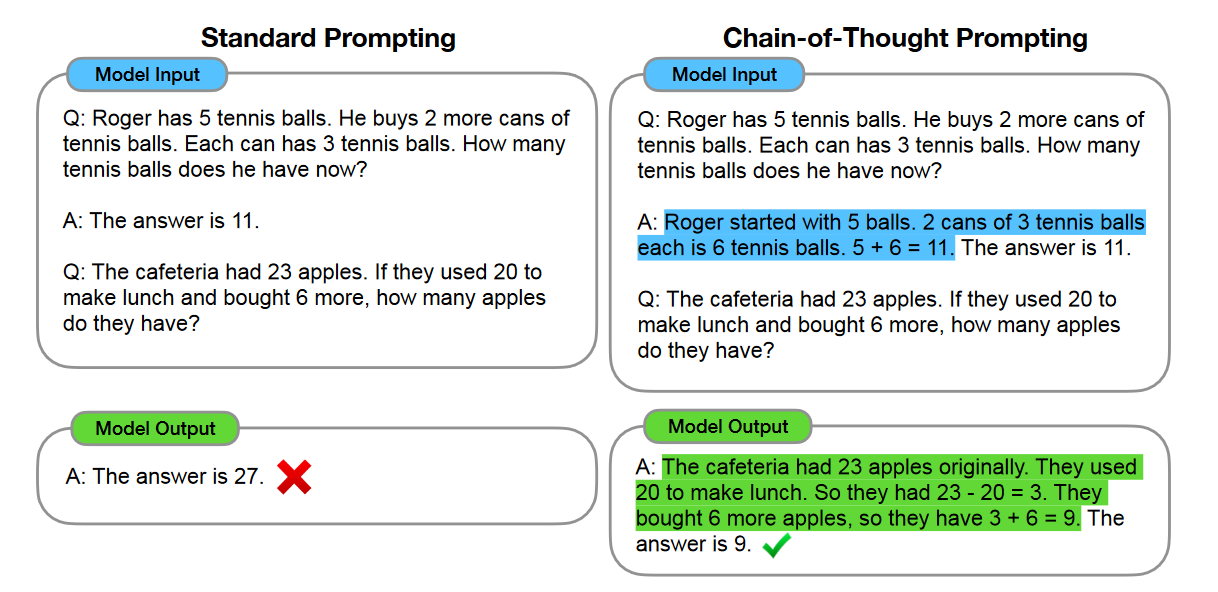 Standard Prompting
Model Input
Q: Roger has 5 tennis balls. He buys 2 more cans of
tennis balls. Each can has 3 tennis balls. How many
tennis balls does he have now?
A: The answer is 11.
Q: The cafeteria had 23 apples. If they used 20 to
make lunch and bought 6 more, how many apples
do they have?
Model Output
A: The answer is 27.
Chain-of-Thought Prompting
Model Input
Q: Roger has 5 tennis balls. He buys 2 more cans of
tennis balls. Each can has 3 tennis balls. How many
tennis balls does he have now?
A: Roger started with 5 balls. 2 cans of 3 tennis balls
each is 6 tennis balls. 5 + 6 = 11. The answer is 11.
Q: The cafeteria had 23 apples. If they used 20 to
make lunch and bought 6 more, how many apples
do they have?
Model Output
A: The cafeteria had 23 apples originally. They used
20 to make lunch. So they had 23 - 20 = 3. They
bought 6 more apples, so they have 3 + 6 = 9. The
answer is 9.